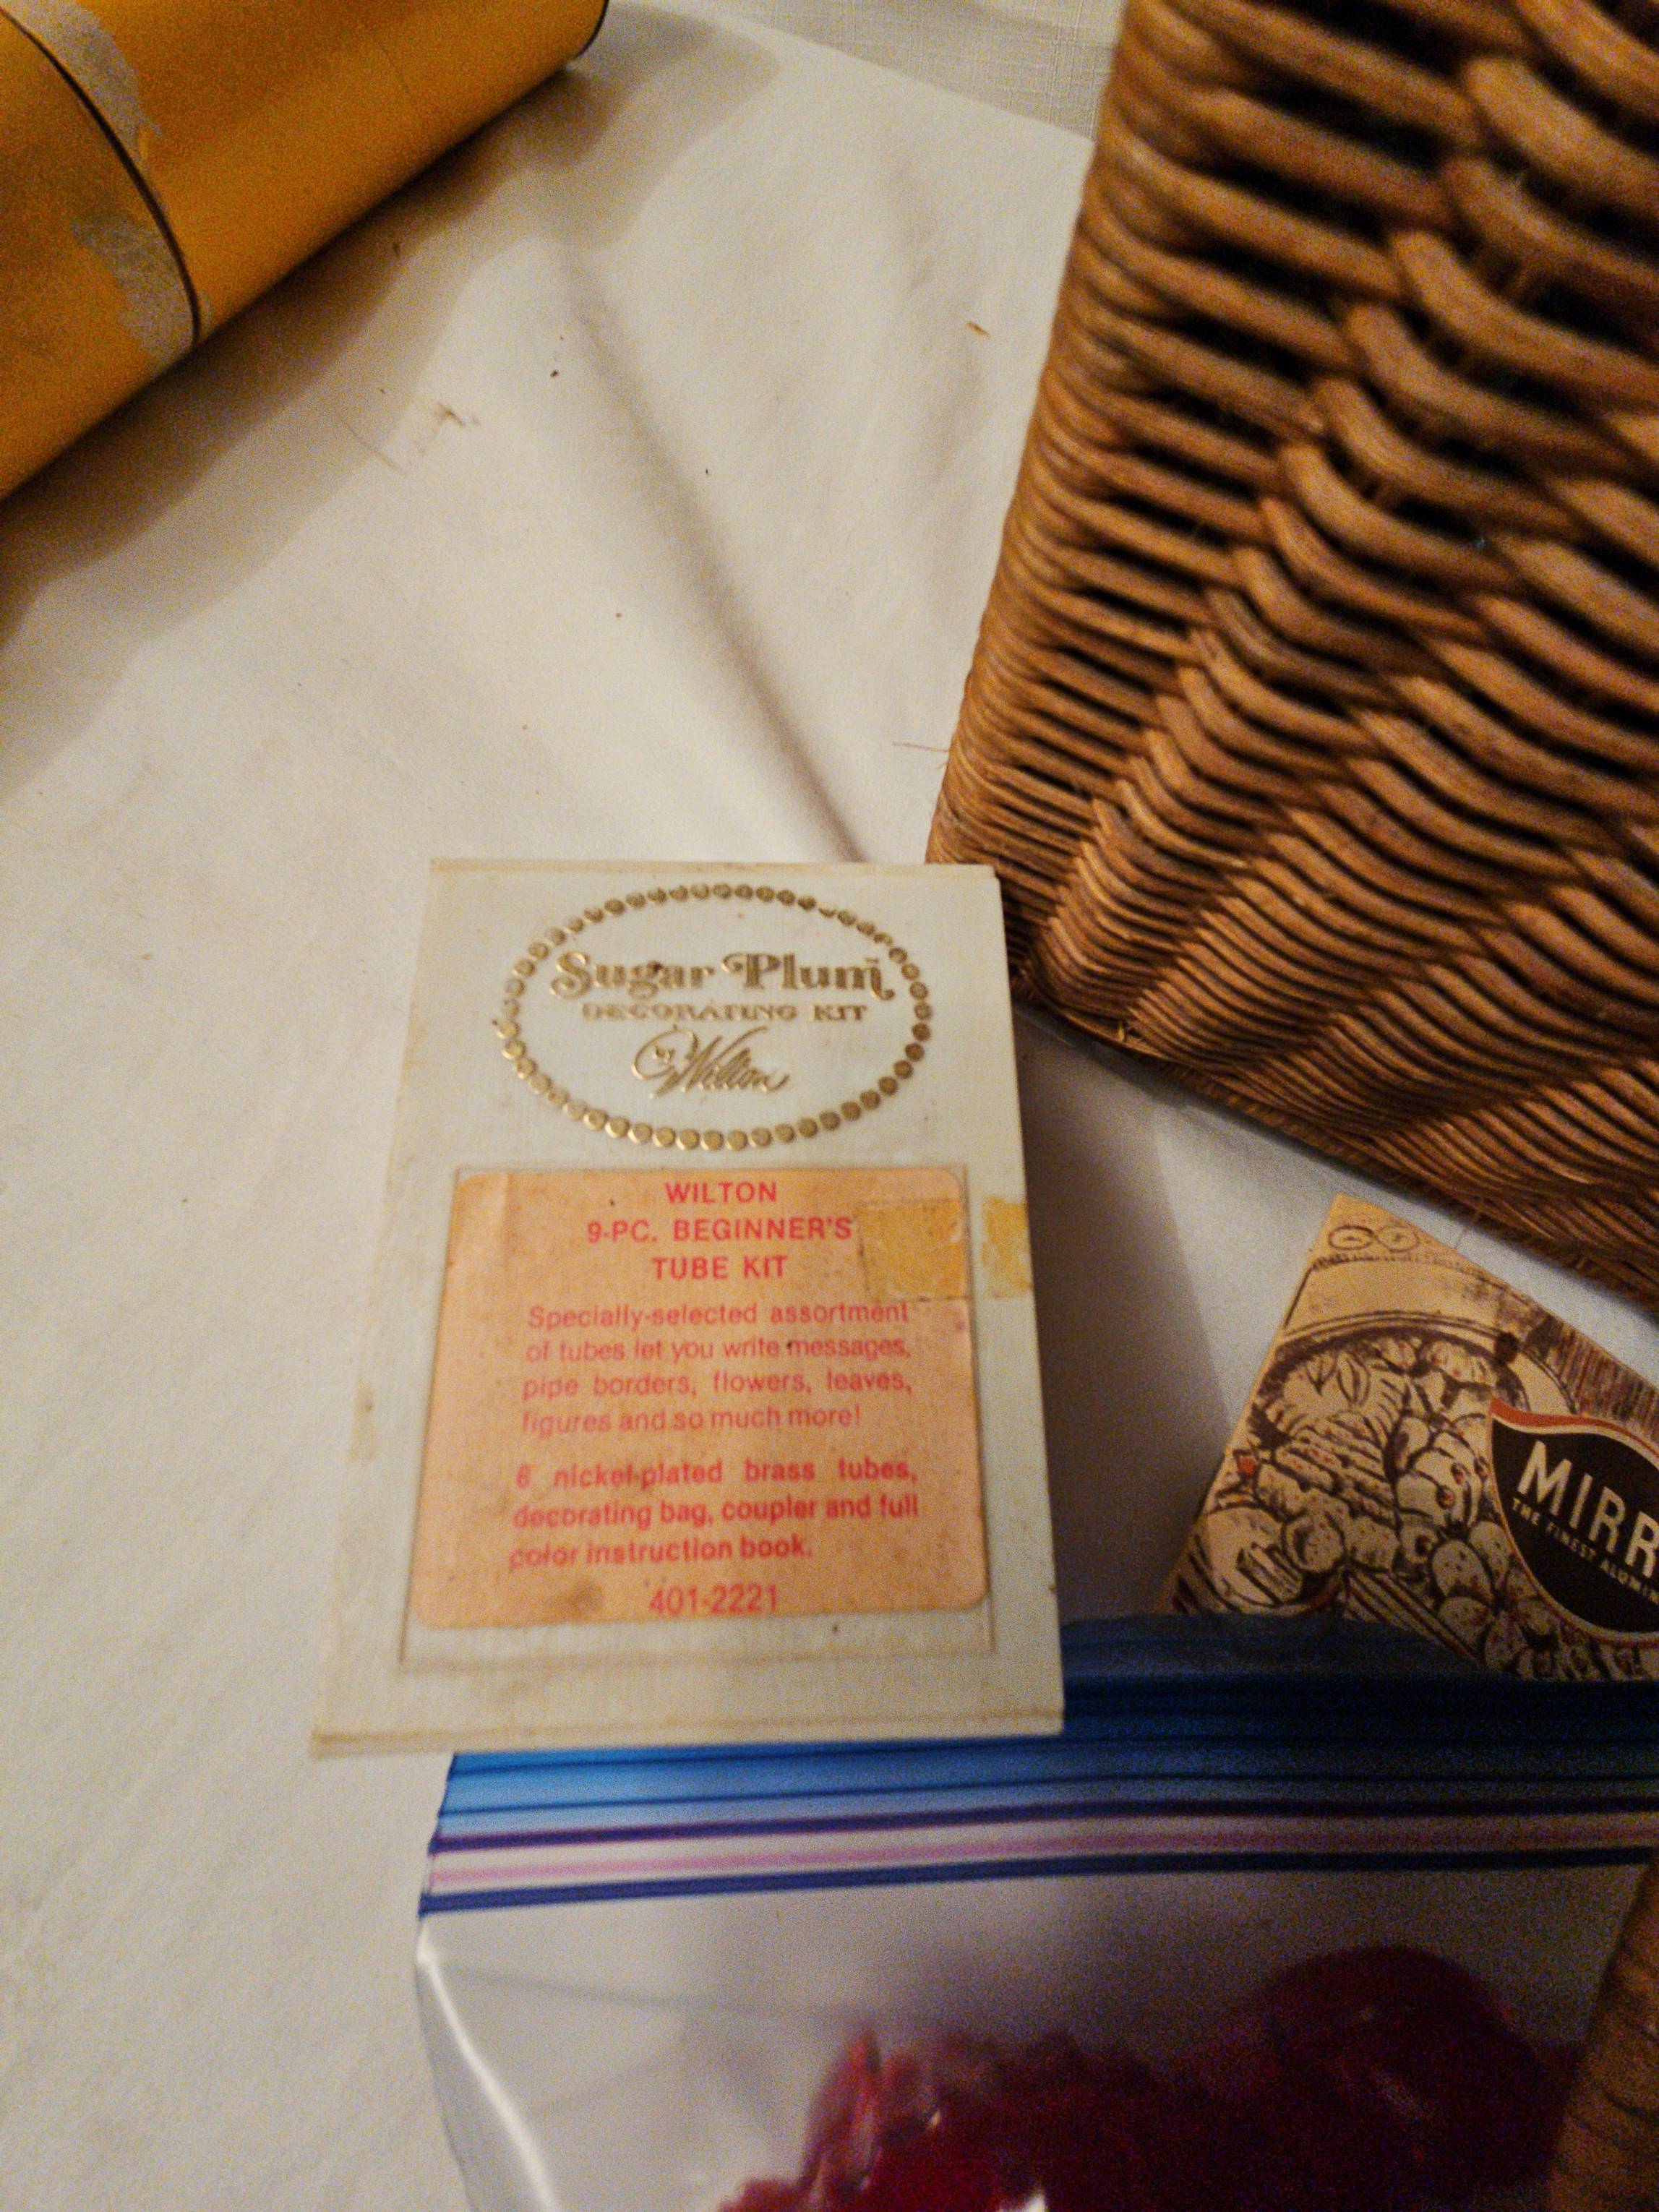 Sugar Plum
DECORATING KIT
by Wilton
WILTON
9-PC. BEGINNER'S
TUBE KIT
Specially-selected assortment
of tubes let you write messages,
pipe borders, flowers, leaves,
figures and so much more!
6 nickel-plated brass tubes,
decorating bag, coupler and full
color instruction book.
401-2221
MIRR
THE FINEST ALUMIN